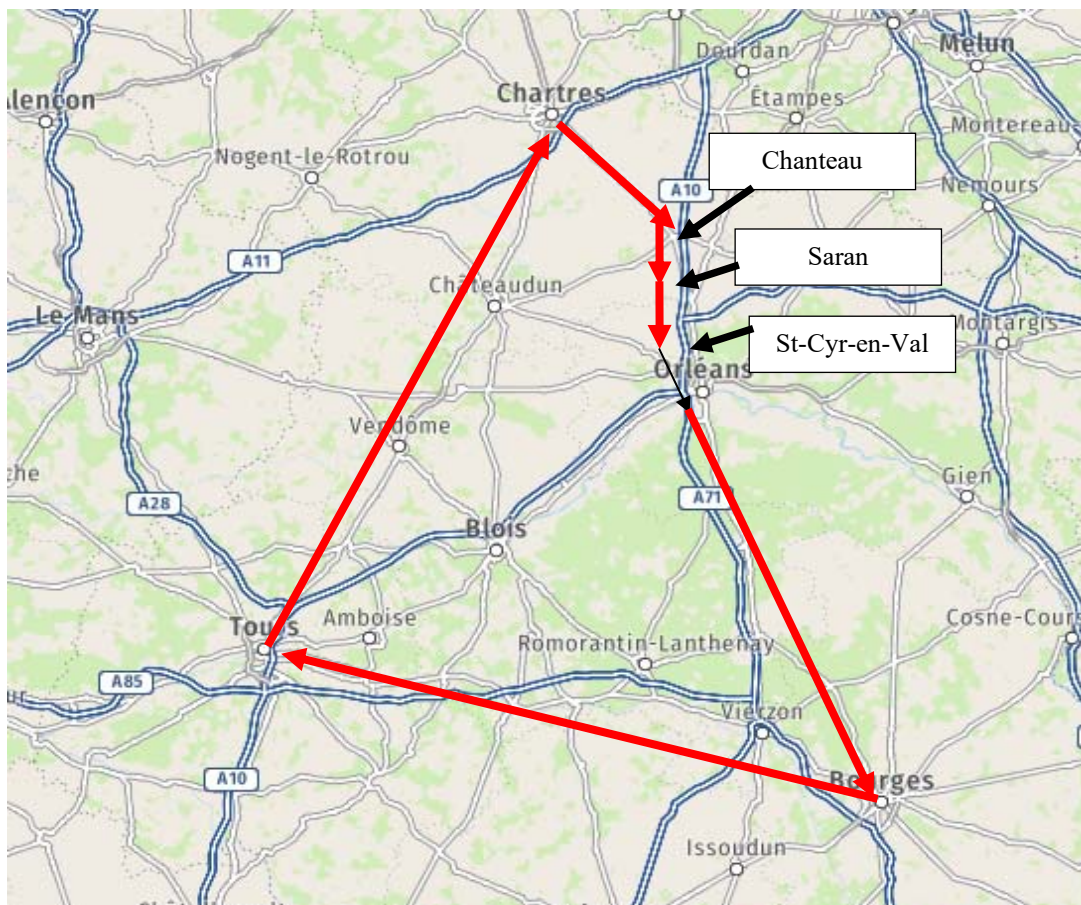 Dourdan
Melun
Alençon
Chartres
Étampes
Montereau-
Nogent-le-Rotrou
Chanteau
A10
Nemours
A11
Saran
Châteaudun
Le Mans
Montargis
St-Cyr-en-Val
Orléans
Vendôme
Gien
A28
A71
Blois
Tours
Amboise
Cosne-Cour
Romorantin-Lanthenay
A85
Vierzon
A10
Bourges
Issoudun